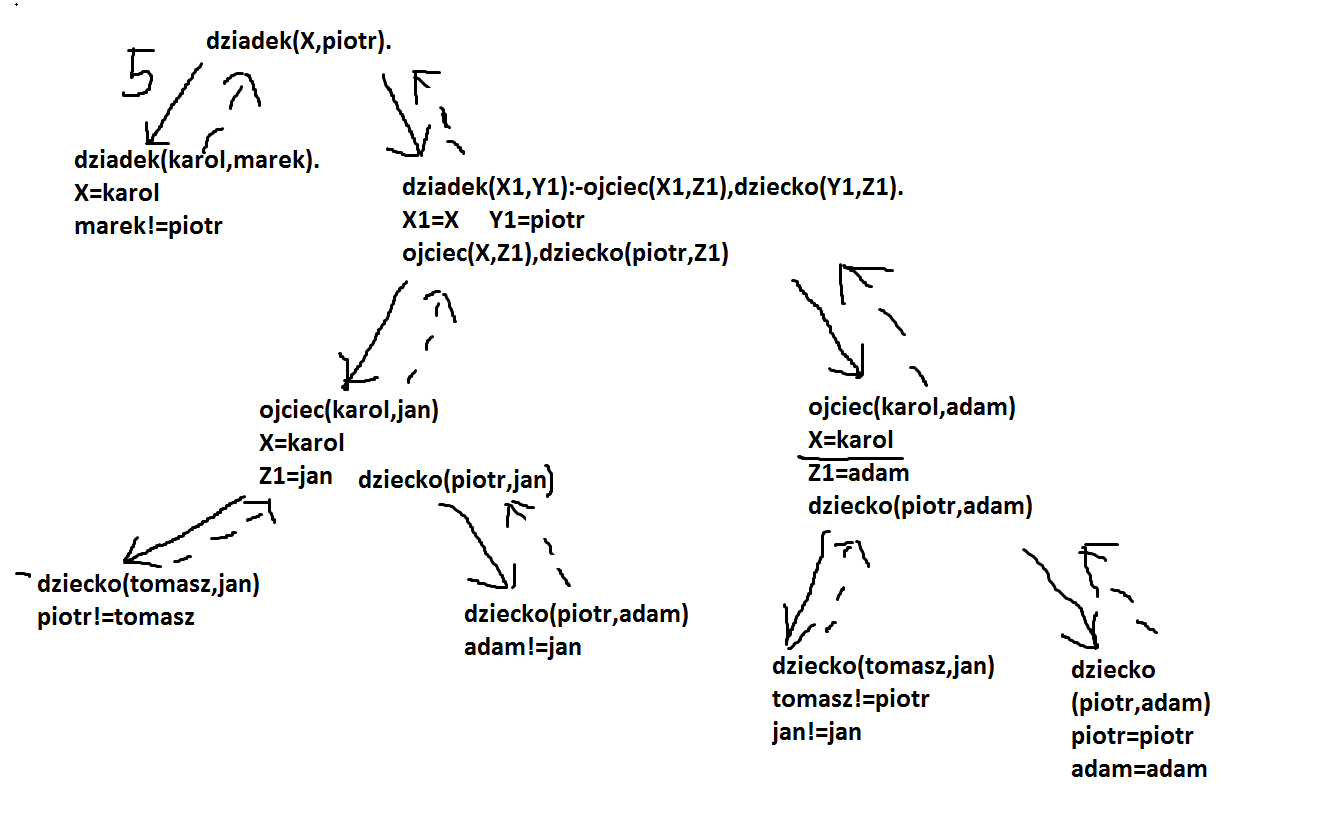 dziadek(X,piotr).
5
dziadek(karol,marek).
X=karol
marek!=piotr
dziadek(X1,Y1):-ojciec(X1,Z1),dziecko(Y1,Z1).
X1=X Y1=piotr
ojciec(X,Z1),dziecko(piotr,Z1)
ojciec(karol,jan)
X=karol
Z1=jan
dziecko(piotr,jan)
dziecko(tomasz,jan)
piotr!=tomasz
dziecko(piotr,adam)
adam!=jan
ojciec(karol,adam)
X=karol
Z1=adam
dziecko(piotr,adam)
dziecko(tomasz,jan)
tomasz!=piotr
jan!=jan
dziecko
(piotr,adam)
piotr=piotr
adam=adam